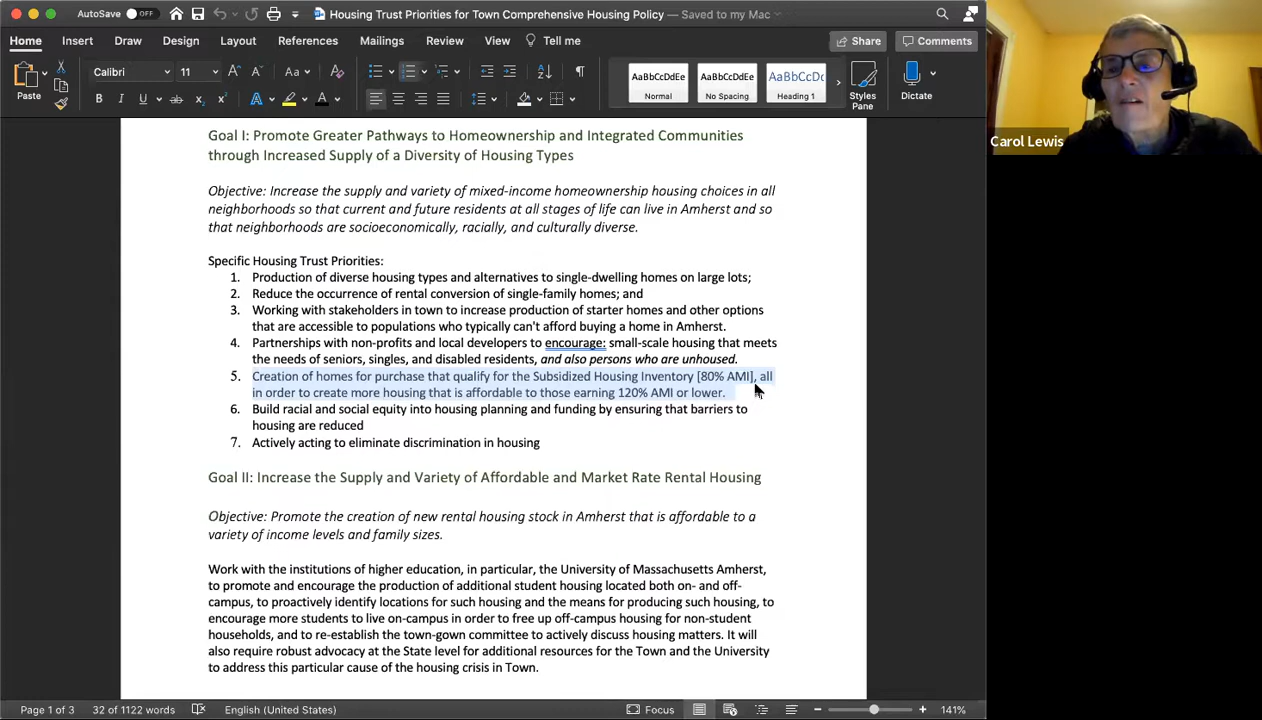 AutoSave OFF Housing Trust Priorities for Town Comprehensive Housing Policy — Saved to my Mac
Home Insert Draw Design Layout References Mailings Review View Tell me Share Comments
Paste Calibri 11 A A Aa A AaBbCcDdEe AaBbCcDdEe AaBbCcDc Styles Pane Dictate
B I U ab x2 x2 A A Normal No Spacing Heading 1
Carol Lewis
Goal I: Promote Greater Pathways to Homeownership and Integrated Communities
through Increased Supply of a Diversity of Housing Types
Objective: Increase the supply and variety of mixed-income homeownership housing choices in all
neighborhoods so that current and future residents at all stages of life can live in Amherst and so
that neighborhoods are socioeconomically, racially, and culturally diverse.
Specific Housing Trust Priorities:
1. Production of diverse housing types and alternatives to single-dwelling homes on large lots;
2. Reduce the occurrence of rental conversion of single-family homes; and
3. Working with stakeholders in town to increase production of starter homes and other options
that are accessible to populations who typically can't afford buying a home in Amherst.
4. Partnerships with non-profits and local developers to encourage: small-scale housing that meets
the needs of seniors, singles, and disabled residents, and also persons who are unhoused.
5. Creation of homes for purchase that qualify for the Subsidized Housing Inventory [80% AMI], all
in order to create more housing that is affordable to those earning 120% AMI or lower.
6. Build racial and social equity into housing planning and funding by ensuring that barriers to
housing are reduced
7. Actively acting to eliminate discrimination in housing
Goal II: Increase the Supply and Variety of Affordable and Market Rate Rental Housing
Objective: Promote the creation of new rental housing stock in Amherst that is affordable to a
variety of income levels and family sizes.
Work with the institutions of higher education, in particular, the University of Massachusetts Amherst,
to promote and encourage the production of additional student housing located both on- and off-
campus, to proactively identify locations for such housing and the means for producing such housing, to
encourage more students to live on-campus in order to free up off-campus housing for non-student
households, and to re-establish the town-gown committee to actively discuss housing matters. It will
also require robust advocacy at the State level for additional resources for the Town and the University
to address this particular cause of the housing crisis in Town.
Page 1 of 3 32 of 1122 words English (United States) Focus 141%